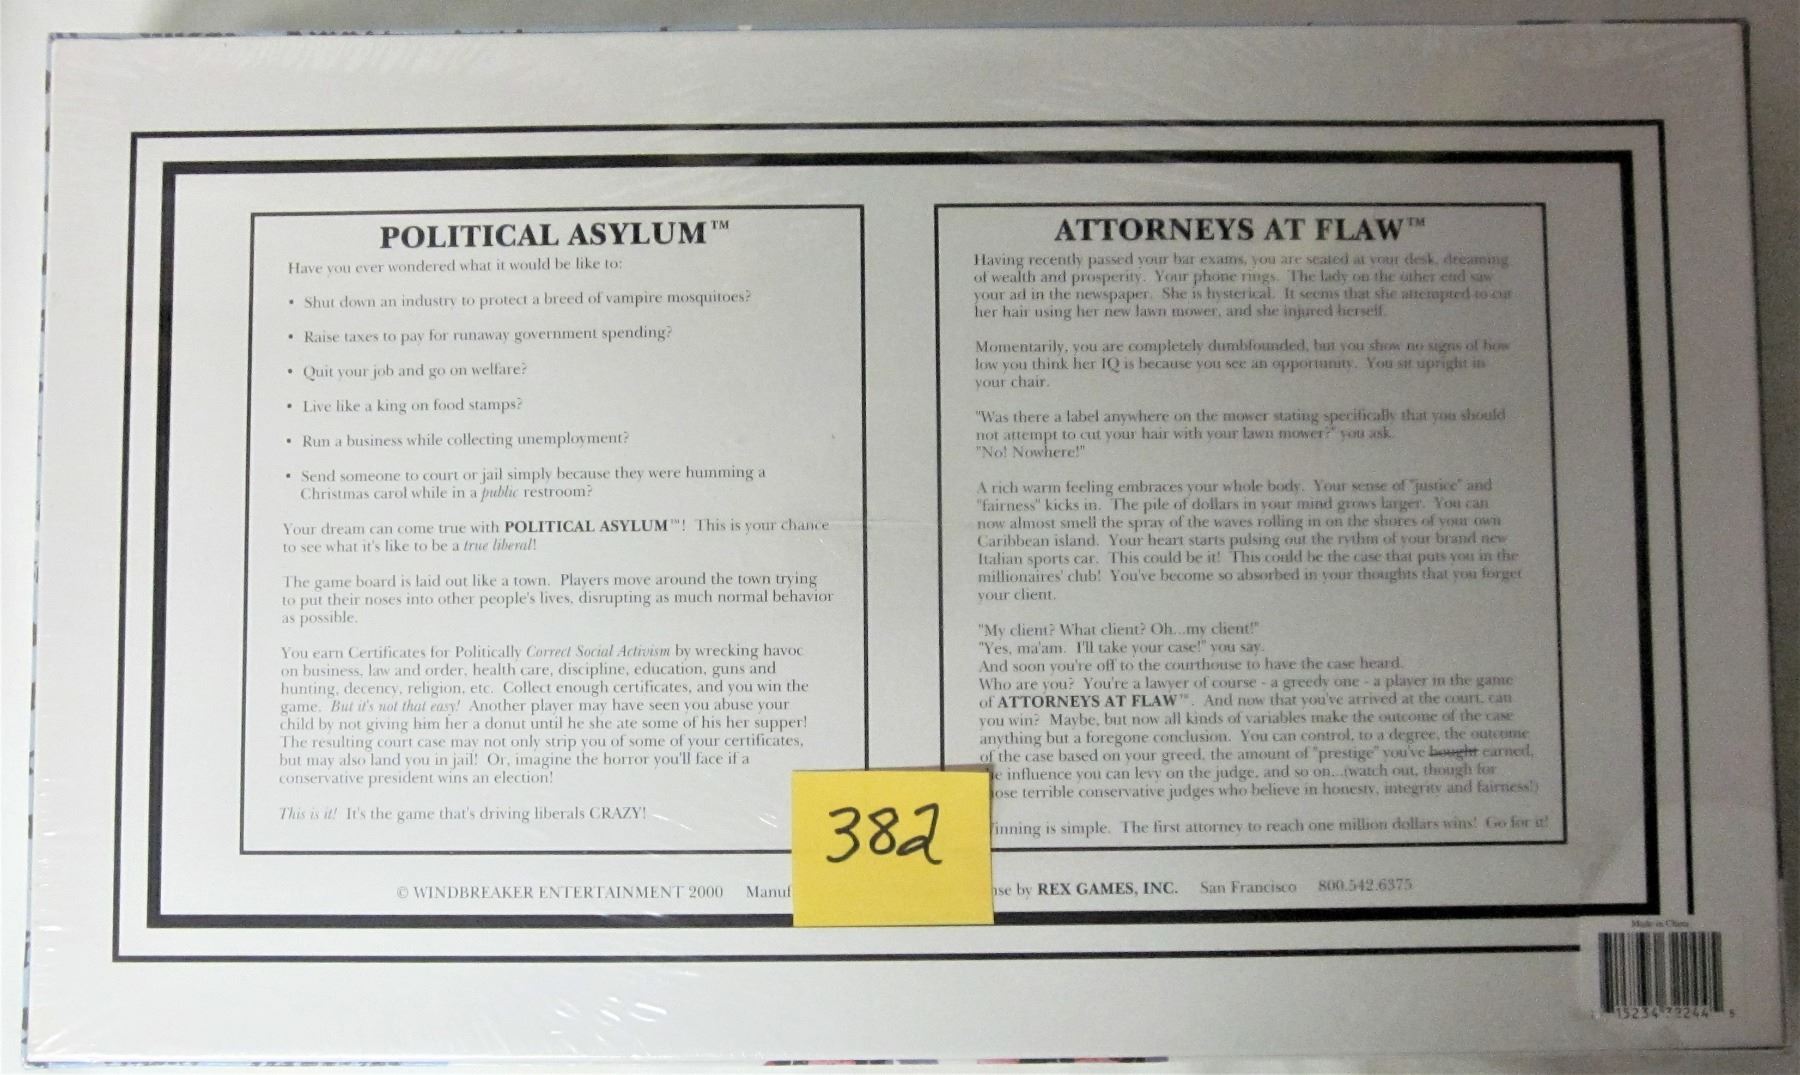 POLITICAL ASYLUM™
Have you ever wondered what it would be like to:
• Shut down an industry to protect a breed of vampire mosquitoes?
• Raise taxes to pay for runaway government spending?
• Quit your job and go on welfare?
• Live like a king on food stamps?
• Run a business while collecting unemployment?
• Send someone to court or jail simply because they were humming a
Christmas carol while in a public restroom?
Your dream can come true with POLITICAL ASYLUM™! This is your chance
to see what it's like to be a true liberal!
The game board is laid out like a town. Players move around the town trying
to put their noses into other people's lives, disrupting as much normal behavior
as possible.
You earn Certificates for Politically Correct Social Activism by wrecking havoc
on business, law and order, health care, discipline, education, guns and
hunting, decency, religion, etc. Collect enough certificates, and you win the
game. But it's not that easy! Another player may have seen you abuse your
child by not giving him her a donut until he she ate some of his her supper!
The resulting court case may not only strip you of some of your certificates,
but may also land you in jail! Or, imagine the horror you'll face if a
conservative president wins an election!
This is it! It's the game that's driving liberals CRAZY!
ATTORNEYS AT FLAW™
Having recently passed your bar exams, you are seated at your desk, dreaming
of wealth and prosperity. Your phone rings. The lady on the other end saw
your ad in the newspaper. She is hysterical. It seems that she attempted to cut
her hair using her new lawn mower, and she injured herself.
Momentarily, you are completely dumbfounded, but you show no signs of how
low you think her IQ is because you see an opportunity. You sit upright in
your chair.
"Was there a label anywhere on the mower stating specifically that you should
not attempt to cut your hair with your lawn mower?" you ask.
"No! Nowhere!"
A rich warm feeling embraces your whole body. Your sense of "justice" and
"fairness" kicks in. The pile of dollars in your mind grows larger. You can
now almost smell the spray of the waves rolling in on the shores of your own
Caribbean island. Your heart starts pulsing out the rythm of your brand new
Italian sports car. This could be it! This could be the case that puts you in the
millionaires' club! You've become so absorbed in your thoughts that you forget
your client.
"My client? What client? Oh...my client!"
"Yes, ma'am. I'll take your case!" you say.
And soon you're off to the courthouse to have the case heard.
Who are you? You're a lawyer of course - a greedy one - a player in the game
of ATTORNEYS AT FLAW™. And now that you've arrived at the court, can
you win? Maybe, but now all kinds of variables make the outcome of the case
anything but a foregone conclusion. You can control, to a degree, the outcome
of the case based on your greed, the amount of "prestige" you've bought earned,
e influence you can levy on the judge, and so on...(watch out, though for
ose terrible conservative judges who believe in honesty, integrity and fairness!)
inning is simple. The first attorney to reach one million dollars wins! Go for it!
382
© WINDBREAKER ENTERTAINMENT 2000 Manuf
nse by REX GAMES, INC. San Francisco 800.542.6375
Made in China
15234 32244 8